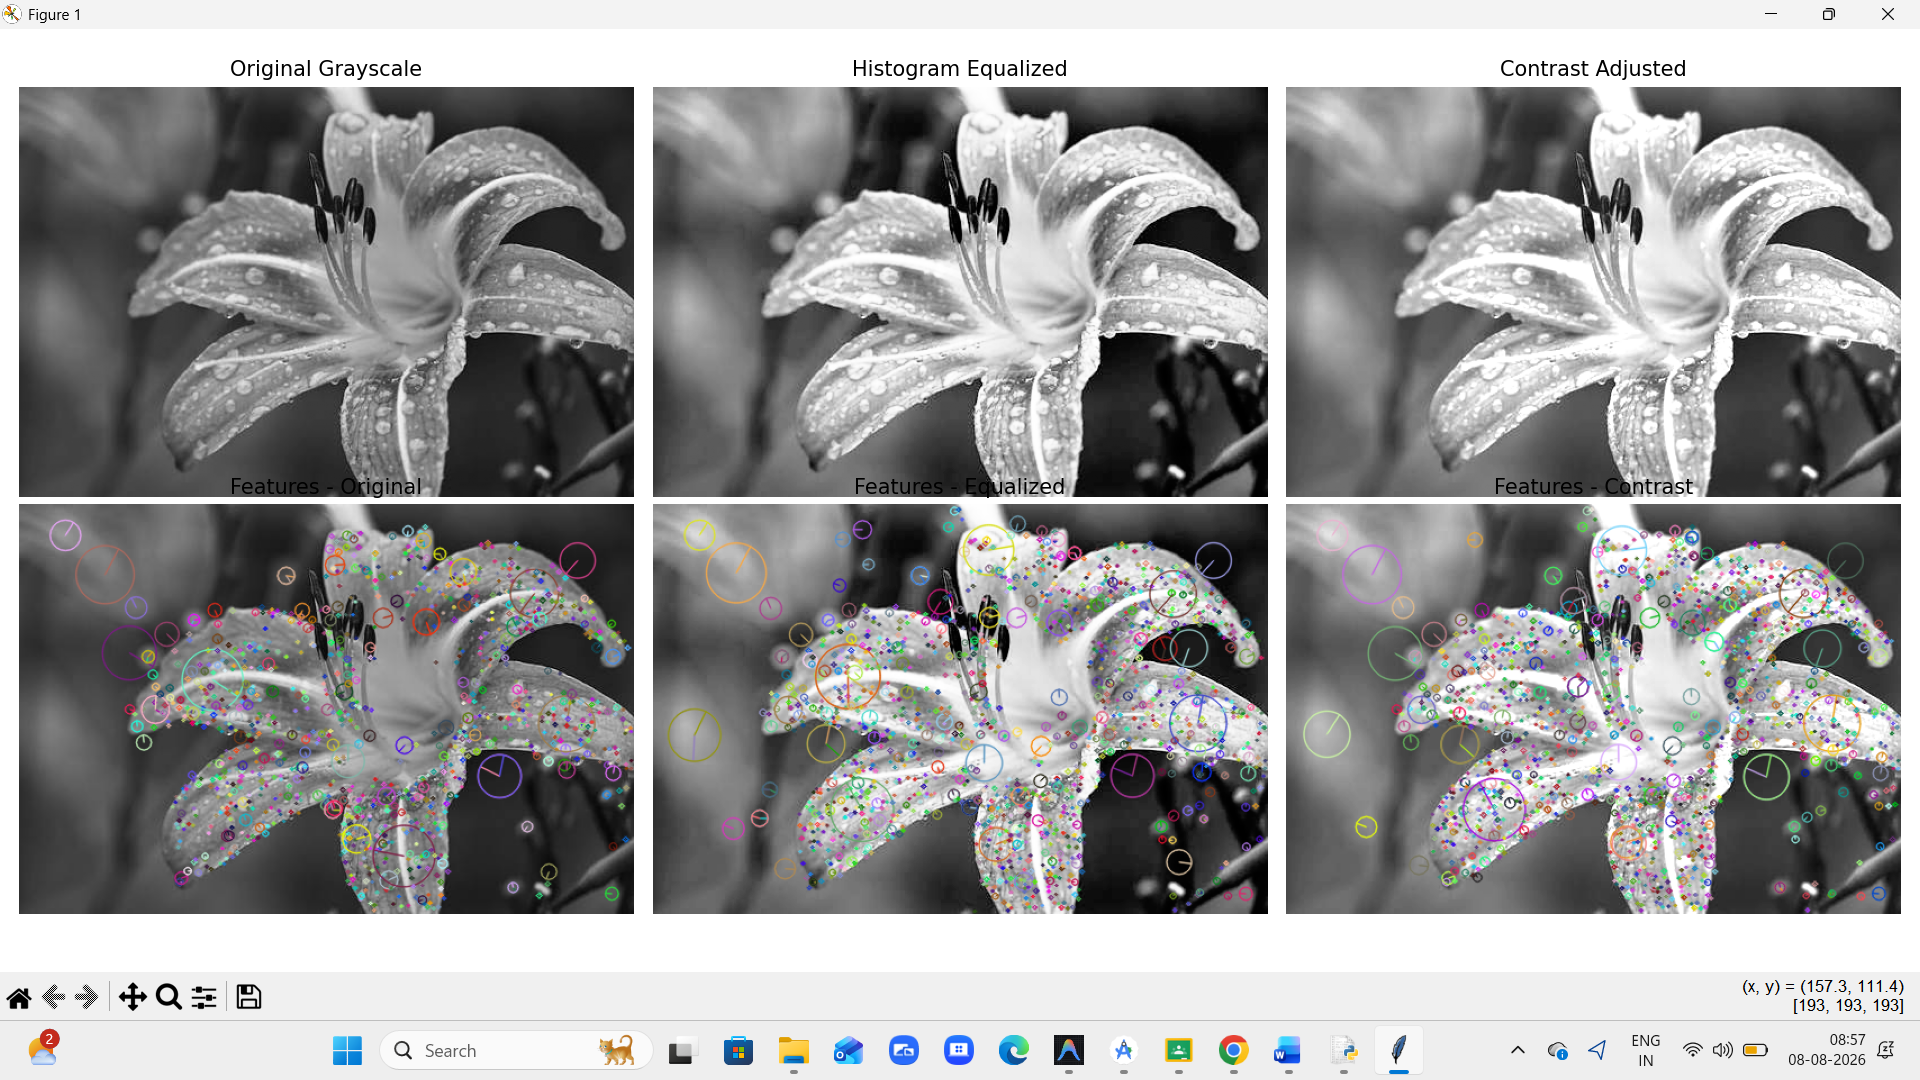 Figure 1
Original Grayscale
Histogram Equalized
Contrast Adjusted
Features - Original
Features - Equalized
Features - Contrast
(x, y) = (157.3, 111.4)
[193, 193, 193]
2
Search
ENG
IN
08:57
08-08-2026